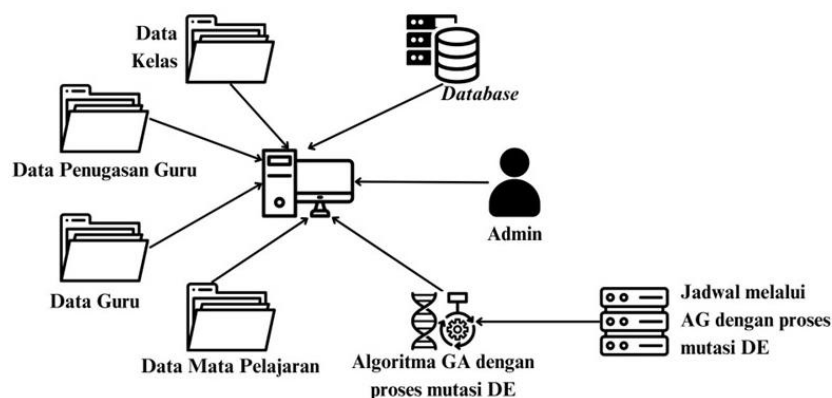 Data
Kelas
Database
Data Penugasan Guru
Admin
Data Guru
Data Mata Pelajaran
Algoritma GA dengan
proses mutasi DE
Jadwal melalui
AG dengan proses
mutasi DE